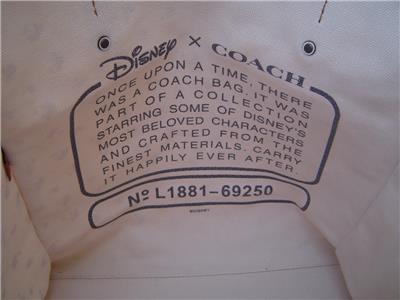 Disney × COACH
ONCE UPON A TIME, THERE
WAS A COACH BAG. IT WAS
PART OF A COLLECTION
STARRING SOME OF DISNEY'S
MOST BELOVED CHARACTERS
AND CRAFTED FROM THE
FINEST MATERIALS. CARRY
IT HAPPILY EVER AFTER.
Nº L1881-69250
©DISNEY